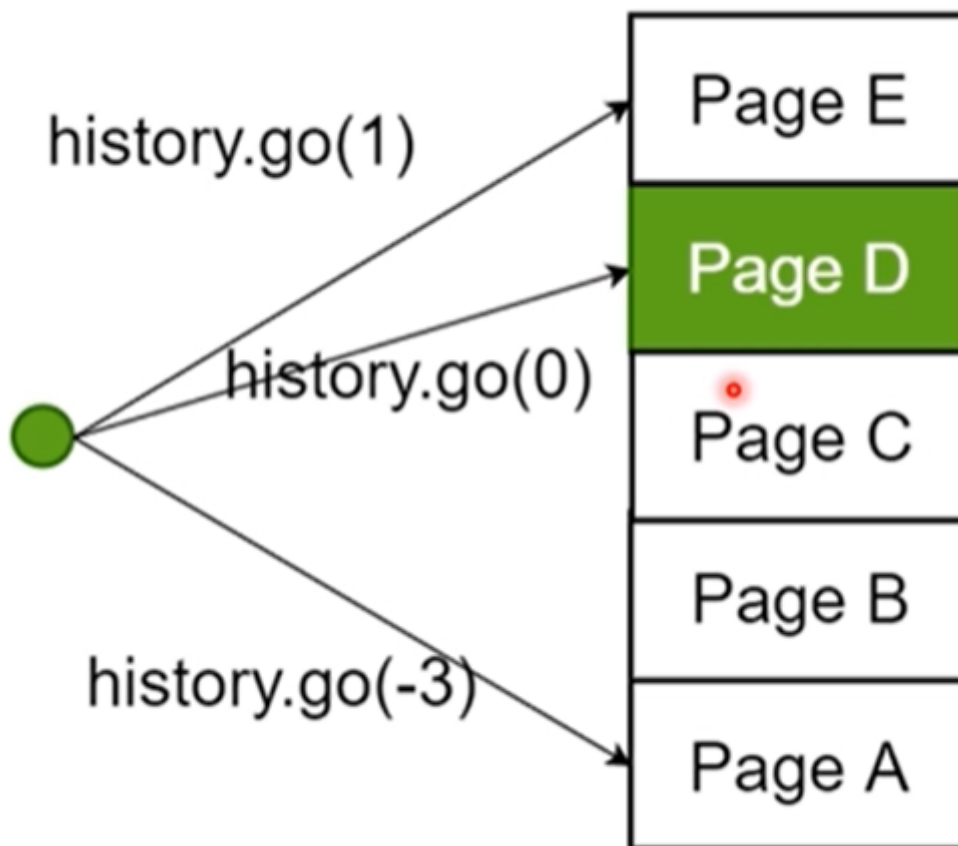 Page E
history.go(1)
Page D
history.go(0)
Page C
Page B
history.go(-3)
Page A